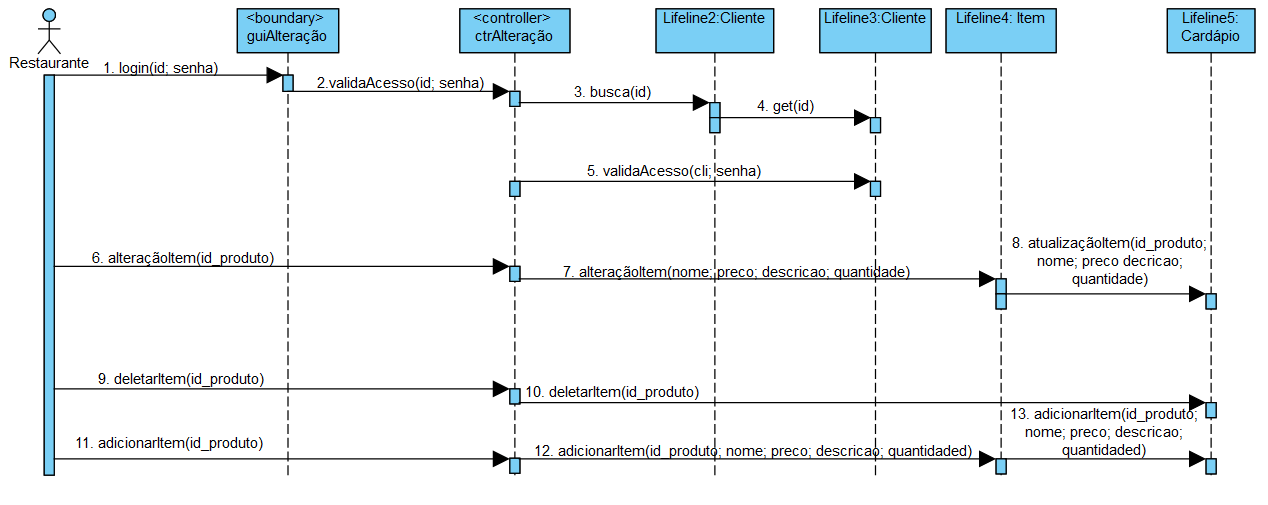 <boundary>
guiAlteração
<controller>
ctrAlteração
Lifeline2:Cliente
Lifeline3:Cliente
Lifeline4: Item
Lifeline5:
Cardápio
Restaurante
1. login(id; senha)
2.validaAcesso(id; senha)
3. busca(id)
4. get(id)
5. validaAcesso(cli; senha)
6. alteraçãoItem(id_produto)
7. alteraçãoItem(nome; preco; descricao; quantidade)
8. atualizaçãoItem(id_produto;
nome; preco decricao;
quantidade)
9. deletarItem(id_produto)
10. deletarItem(id_produto)
11. adicionarItem(id_produto)
12. adicionarItem(id_produto; nome; preco; descricao; quantidaded)
13. adicionarItem(id_produto;
nome; preco; descricao;
quantidaded)